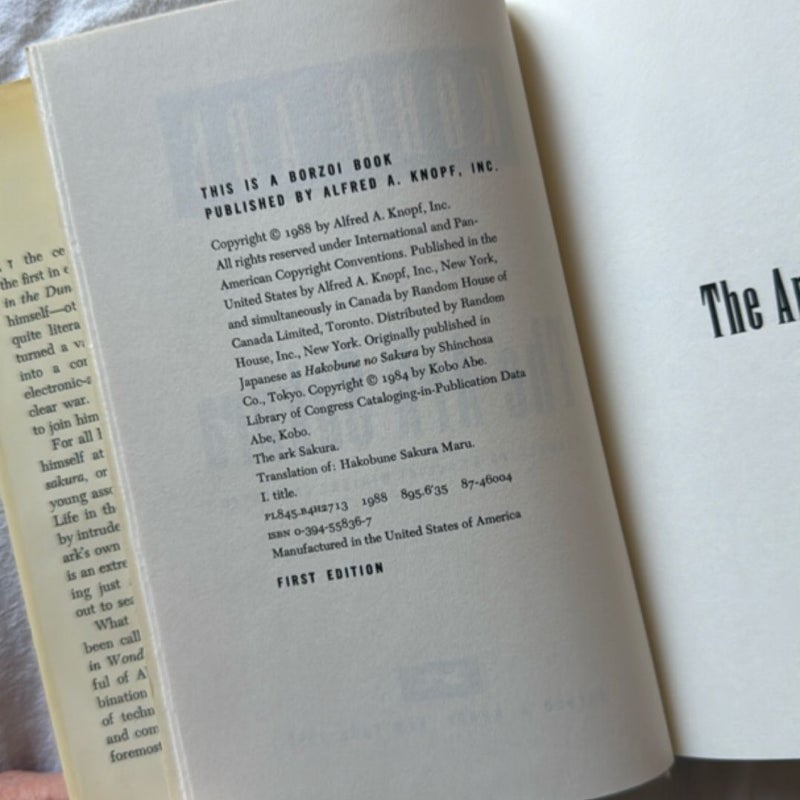 THIS IS A BORZOI BOOK
PUBLISHED BY ALFRED A. KNOPF, INC.
Copyright © 1988 by Alfred A. Knopf, Inc.
All rights reserved under International and Pan-
American Copyright Conventions. Published in the
United States by Alfred A. Knopf, Inc., New York,
and simultaneously in Canada by Random House of
Canada Limited, Toronto. Distributed by Random
House, Inc., New York. Originally published in
Japanese as Hakobune no Sakura by Shinchosa
Co., Tokyo. Copyright © 1984 by Kobo Abe.
Library of Congress Cataloging-in-Publication Data
Abe, Kobo.
The ark Sakura.
Translation of: Hakobune Sakura Maru.
I. title.
PL845.B4H2713 1988 895.6'35 87-46004
ISBN 0-394-55836-7
Manufactured in the United States of America
FIRST EDITION
the ce
the first in
in the Dun
himself—ot
quite litera
turned a
into a cor
electronic-
clear war.
to join him
For all
himself at
sakura, or
young asso
Life in th
by intrude
ark's own
is an extre
ing just
out to se
What
been call
in Wond
ful of A
bination
of techn
and com
foremost
The Ar